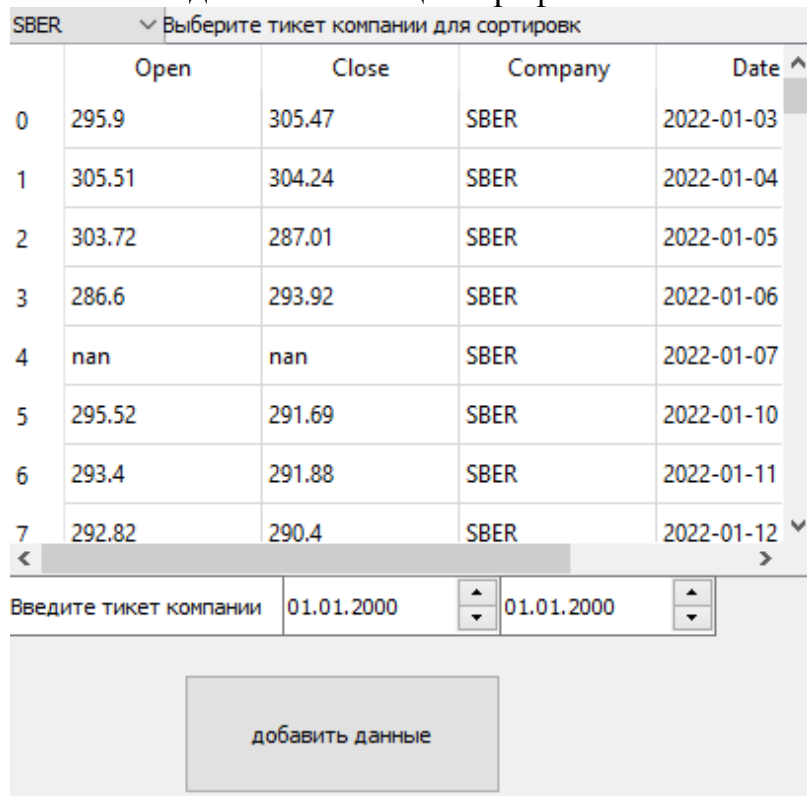 SBER Выберите тикет компании для сортировк
Open Close Company Date
0 295.9 305.47 SBER 2022-01-03
1 305.51 304.24 SBER 2022-01-04
2 303.72 287.01 SBER 2022-01-05
3 286.6 293.92 SBER 2022-01-06
4 nan nan SBER 2022-01-07
5 295.52 291.69 SBER 2022-01-10
6 293.4 291.88 SBER 2022-01-11
7 292.82 290.4 SBER 2022-01-12
Введите тикет компании 01.01.2000 01.01.2000
добавить данные